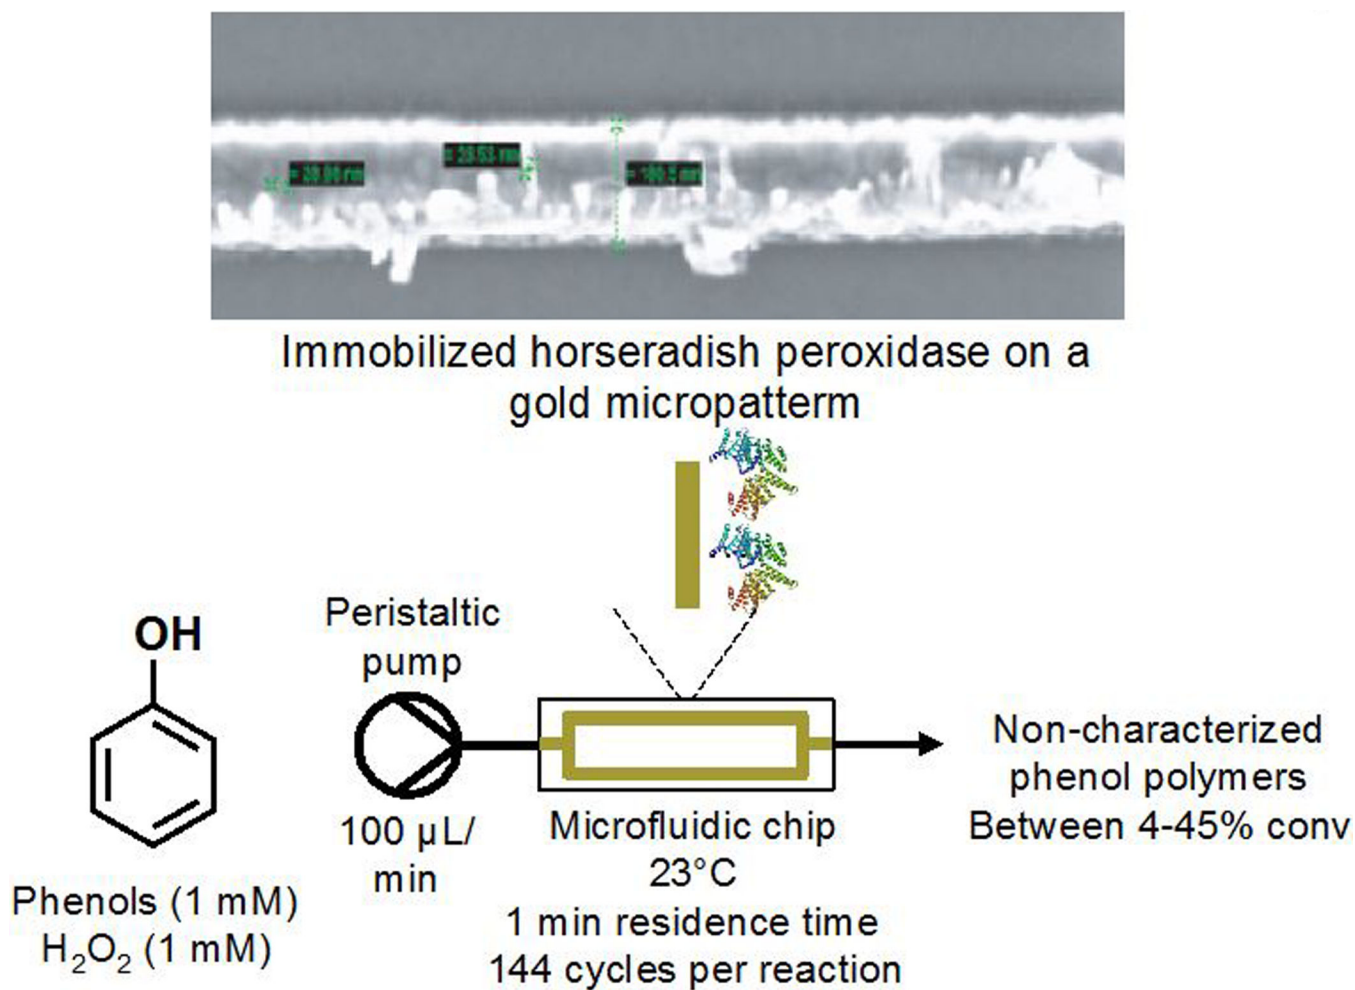 Immobilized horseradish peroxidase on a
gold micropatterm
Peristaltic
pump
OH
100 µL/
min
Phenols (1 mM)
H₂O₂ (1 mM)
Microfluidic chip
23°C
1 min residence time
144 cycles per reaction
Non-characterized
phenol polymers
Between 4-45% conv